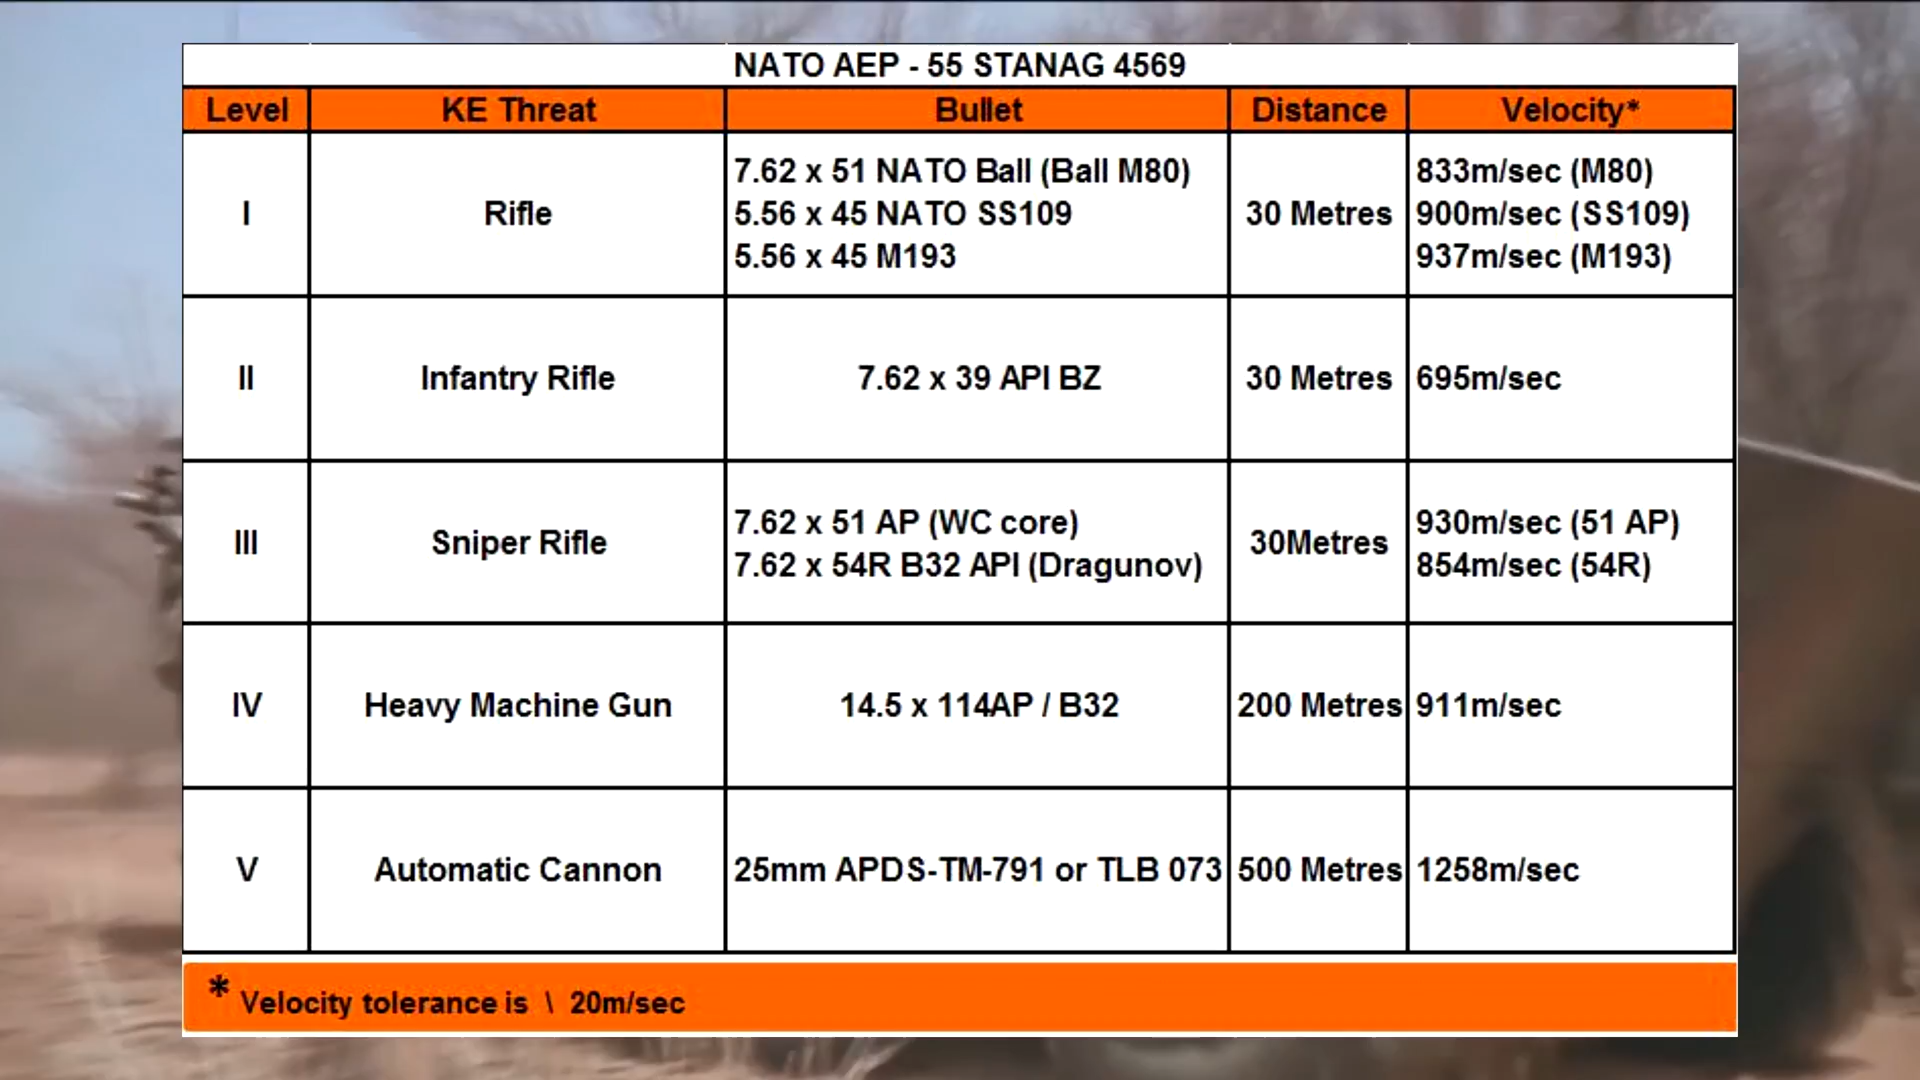 NATO AEP - 55 STANAG 4569
Level KE Threat Bullet Distance Velocity*
I Rifle 7.62 x 51 NATO Ball (Ball M80) 30 Metres 833m/sec (M80)
5.56 x 45 NATO SS109 900m/sec (SS109)
5.56 x 45 M193 937m/sec (M193)
II Infantry Rifle 7.62 x 39 API BZ 30 Metres 695m/sec
III Sniper Rifle 7.62 x 51 AP (WC core) 30Metres 930m/sec (51 AP)
7.62 x 54R B32 API (Dragunov) 854m/sec (54R)
IV Heavy Machine Gun 14.5 x 114AP / B32 200 Metres 911m/sec
V Automatic Cannon 25mm APDS-TM-791 or TLB 073 500 Metres 1258m/sec
* Velocity tolerance is \ 20m/sec